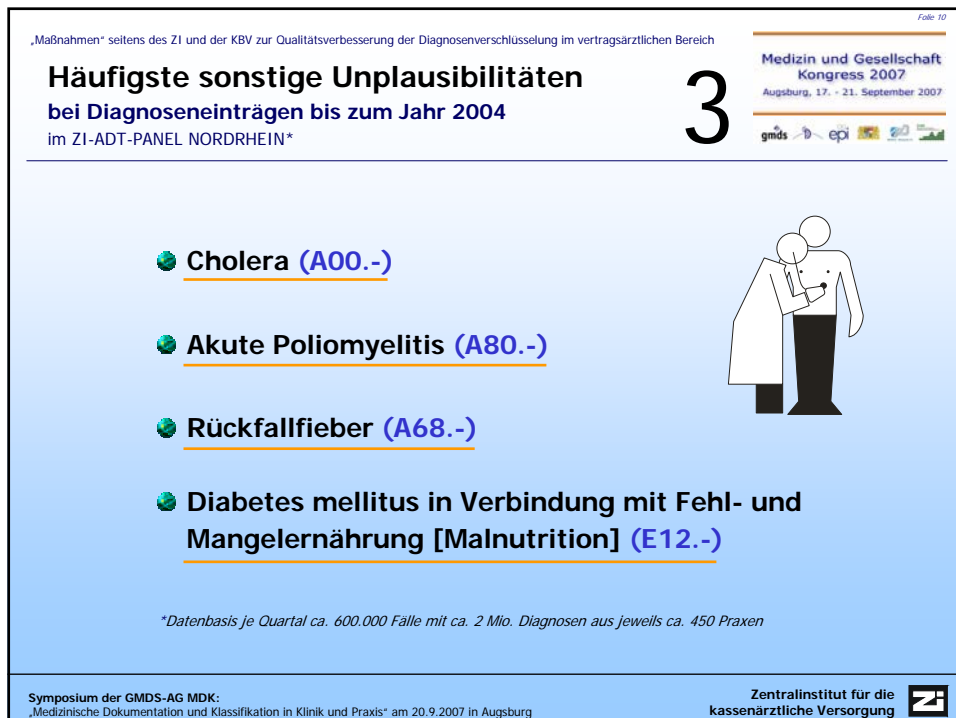 Folie 10
„Maßnahmen“ seitens des ZI und der KBV zur Qualitätsverbesserung der Diagnosenverschlüsselung im vertragsärztlichen Bereich
Häufigste sonstige Unplausibilitäten
bei Diagnoseneinträgen bis zum Jahr 2004
im ZI-ADT-PANEL NORDRHEIN*
3
Medizin und Gesellschaft
Kongress 2007
Augsburg, 17. - 21. September 2007
gmds epi
Cholera (A00.-)
Akute Poliomyelitis (A80.-)
Rückfallfieber (A68.-)
Diabetes mellitus in Verbindung mit Fehl- und
Mangelernährung [Malnutrition] (E12.-)
*Datenbasis je Quartal ca. 600.000 Fälle mit ca. 2 Mio. Diagnosen aus jeweils ca. 450 Praxen
Symposium der GMDS-AG MDK:
„Medizinische Dokumentation und Klassifikation in Klinik und Praxis“ am 20.9.2007 in Augsburg
Zentralinstitut für die
kassenärztliche Versorgung
Zi